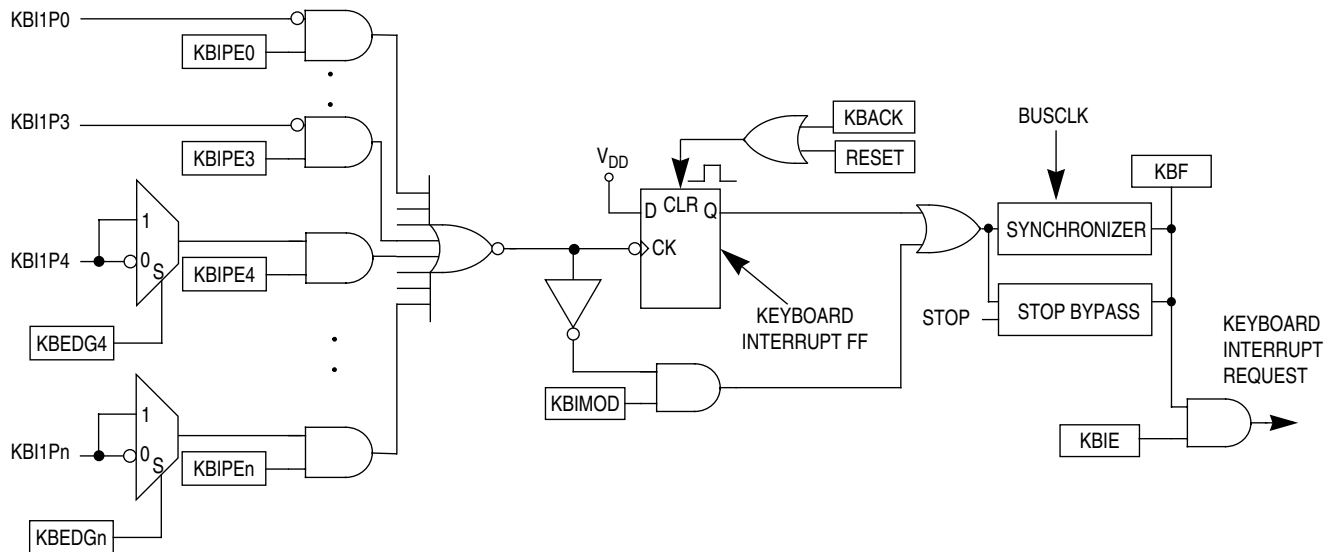 KBI1P0
KBIPE0
KBI1P3
KBIPE3
KBI1P4
1
0
S
KBIPE4
KBEDG4
KBI1Pn
1
0
S
KBIPEn
KBEDGn
VDD
D
CLR
Q
CK
KBACK
RESET
KEYBOARD
INTERRUPT FF
KBIMOD
BUSCLK
SYNCHRONIZER
KBF
STOP
STOP BYPASS
KBIE
KEYBOARD
INTERRUPT
REQUEST